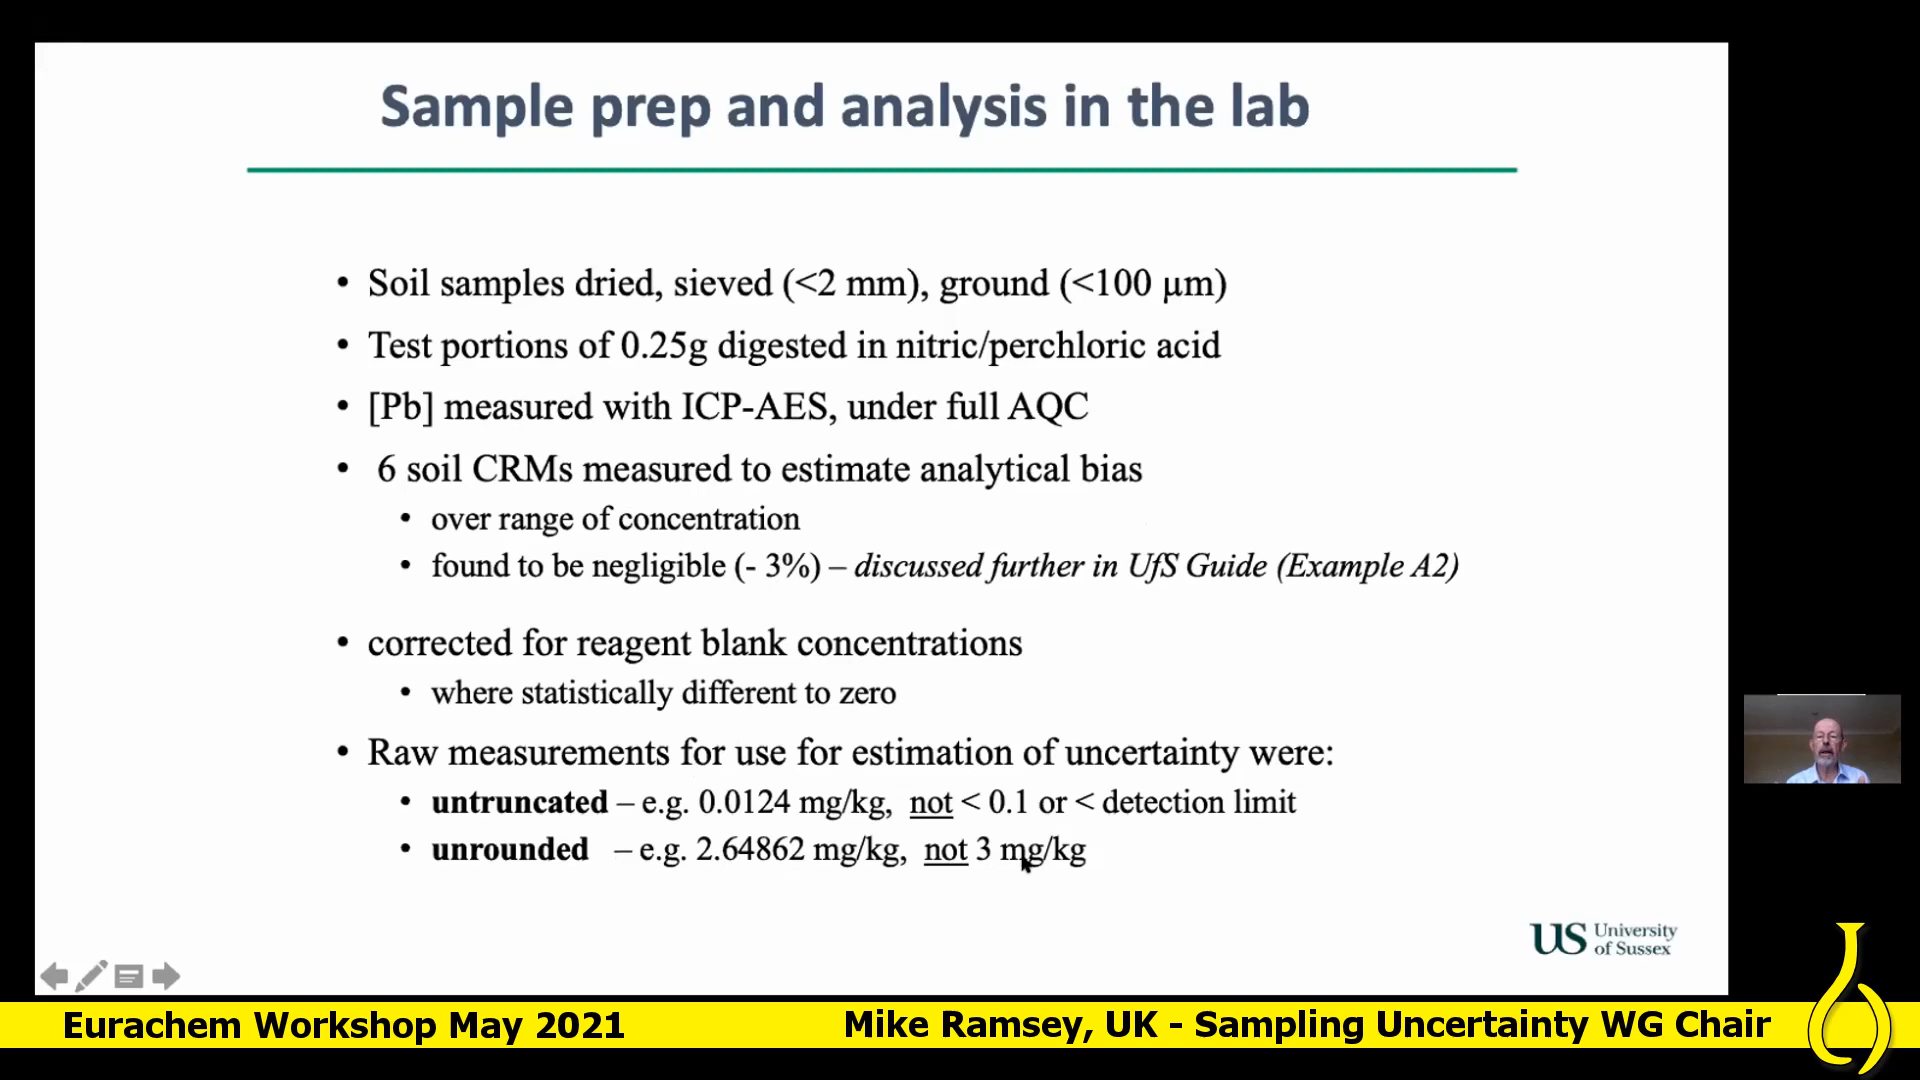 Sample prep and analysis in the lab
• Soil samples dried, sieved (<2 mm), ground (<100 µm)
• Test portions of 0.25g digested in nitric/perchloric acid
• [Pb] measured with ICP-AES, under full AQC
• 6 soil CRMs measured to estimate analytical bias
• over range of concentration
• found to be negligible (- 3%) – discussed further in UfS Guide (Example A2)
• corrected for reagent blank concentrations
• where statistically different to zero
• Raw measurements for use for estimation of uncertainty were:
• untruncated – e.g. 0.0124 mg/kg, not < 0.1 or < detection limit
• unrounded – e.g. 2.64862 mg/kg, not 3 mg/kg
US University
of Sussex
Eurachem Workshop May 2021
Mike Ramsey, UK - Sampling Uncertainty WG Chair